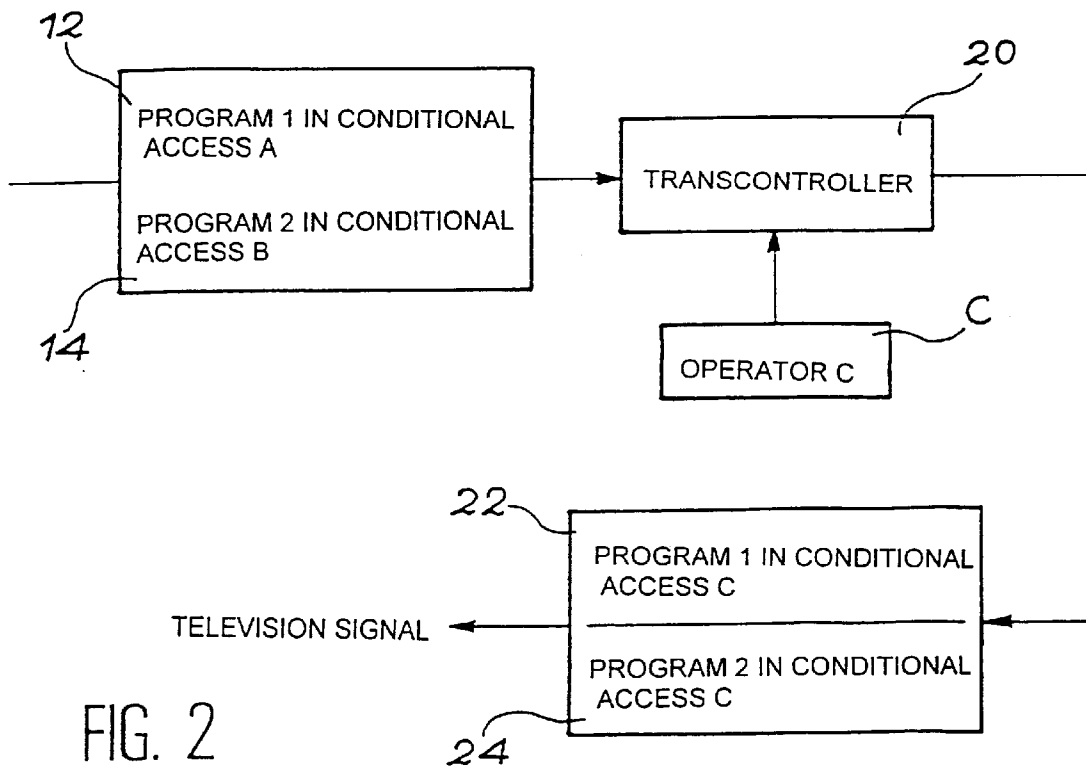 12
20
PROGRAM 1 IN CONDITIONAL
ACCESS A
TRANSCONTROLLER
PROGRAM 2 IN CONDITIONAL
ACCESS B
14
C
OPERATOR C
22
PROGRAM 1 IN CONDITIONAL
ACCESS C
TELEVISION SIGNAL
PROGRAM 2 IN CONDITIONAL
ACCESS C
FIG. 2
24